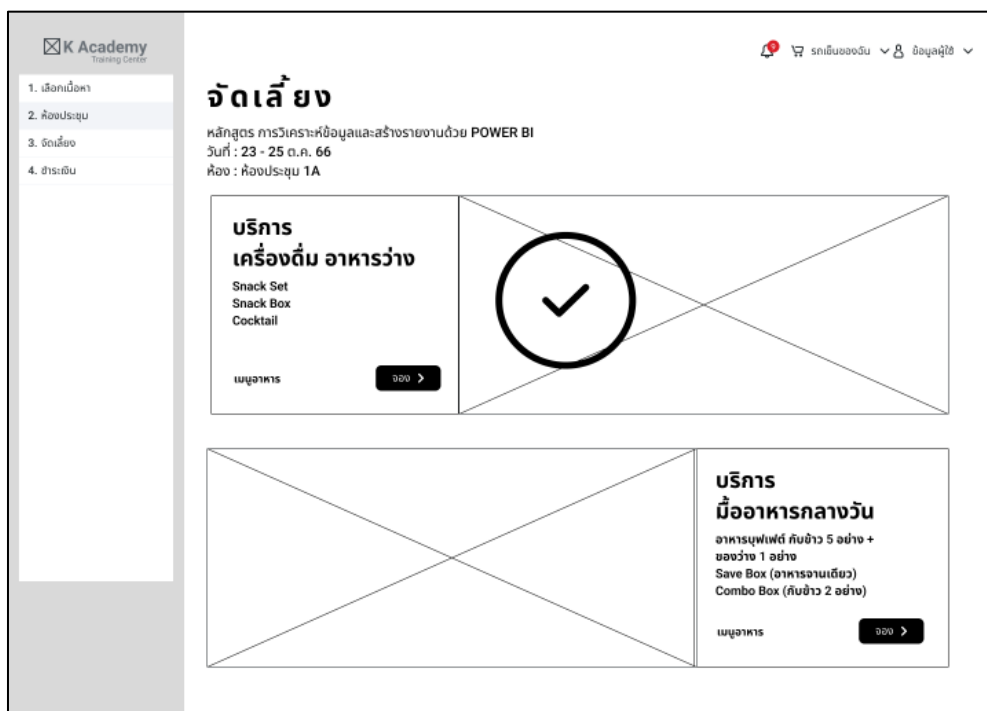 K Academy
Training Center
รถเข็นของฉัน
ข้อมูลผู้ใช้
1. เลือกเนื้อหา
2. ห้องประชุม
3. จัดเลี้ยง
4. ชำระเงิน
จัดเลี้ยง
หลักสูตร การวิเคราะห์ข้อมูลและสร้างรายงานด้วย POWER BI
วันที่ : 23 - 25 ต.ค. 66
ห้อง : ห้องประชุม 1A
บริการ
เครื่องดื่ม อาหารว่าง
Snack Set
Snack Box
Cocktail
เมนูอาหาร
จอง
บริการ
มื้ออาหารกลางวัน
อาหารบุฟเฟต์ กับข้าว 5 อย่าง +
ของว่าง 1 อย่าง
Save Box (อาหารจานเดียว)
Combo Box (กับข้าว 2 อย่าง)
เมนูอาหาร
จอง